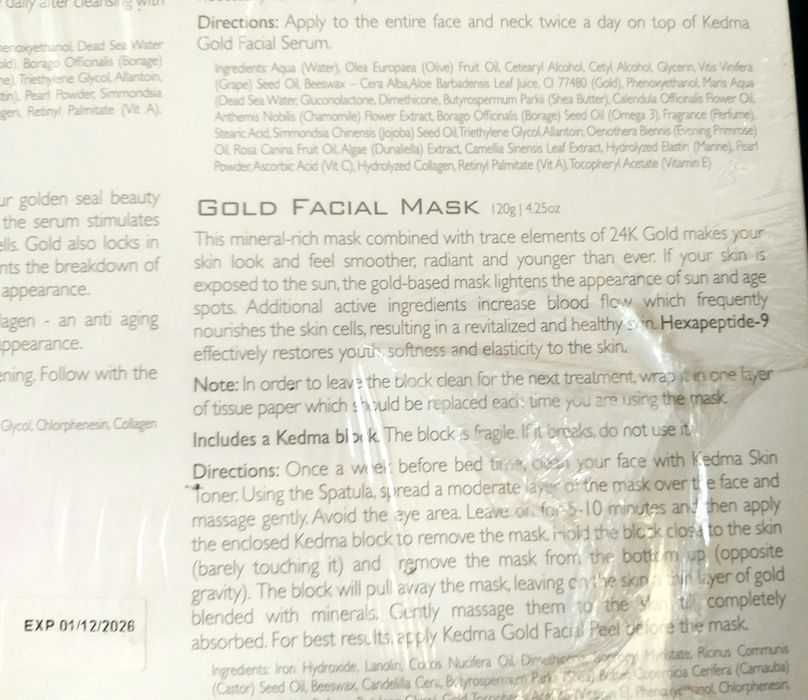 daily after cleansing with
enoxyethanol, Dead Sea Water
old), Borago Officinalis (Borage)
ne), Triethylene Glycol, Allantoin,
tin), Pearl Powder, Simmondsia
gen, Retinyl Palmitate (Vit A),
ur golden seal beauty
the serum stimulates
lls. Gold also locks in
nts the breakdown of
appearance.
lagen - an anti aging
ppearance.
ening. Follow with the
Glycol, Chlorphenesin, Collagen
EXP 01/12/2026
Directions: Apply to the entire face and neck twice a day on top of Kedma
Gold Facial Serum.
Ingredients: Aqua (Water), Olea Europaea (Olive) Fruit Oil, Cetearyl Alcohol, Cetyl Alcohol, Glycerin, Vitis Vinifera
(Grape) Seed Oil, Beeswax – Cera Alba, Aloe Barbadensis Leaf Juice, CI 77480 (Gold), Phenoxyethanol, Maris Aqua
(Dead Sea Water, Gluconolactone, Dimethicone, Butyrospermum Parkii (Shea Butter), Calendula Officinalis Flower Oil,
Anthemis Nobilis (Chamomile) Flower Extract, Borago Officinalis (Borage) Seed Oil (Omega 3), Fragrance (Perfume),
Stearic Acid, Simmondsia Chinensis (Jojoba) Seed Oil, Triethylene Glycol, Allantoin, Oenothera Biennis (Evening Primrose)
Oil, Rosa Canina Fruit Oil, Algae (Dunaliella) Extract, Camellia Sinensis Leaf Extract, Hydrolyzed Elastin (Marine), Pearl
Powder, Ascorbic Acid (Vit C), Hydrolyzed Collagen, Retinyl Palmitate (Vit A), Tocopheryl Acetate (Vitamin E)
GOLD FACIAL MASK 120g | 4.25oz
This mineral-rich mask combined with trace elements of 24K Gold makes your
skin look and feel smoother, radiant and younger than ever. If your skin is
exposed to the sun, the gold-based mask lightens the appearance of sun and age
spots. Additional active ingredients increase blood flow which frequently
nourishes the skin cells, resulting in a revitalized and healthy skin. Hexapeptide-9
effectively restores youth, softness and elasticity to the skin.
Note: In order to leave the block clean for the next treatment, wrap it in one layer
of tissue paper which should be replaced each time you are using the mask.
Includes a Kedma block. The block is fragile. If it breaks, do not use it.
Directions: Once a week before bed time, clean your face with Kedma Skin
Toner. Using the Spatula, spread a moderate layer of the mask over the face and
massage gently. Avoid the eye area. Leave on for 5-10 minutes and then apply
the enclosed Kedma block to remove the mask. Hold the block close to the skin
(barely touching it) and remove the mask from the bottom up (opposite
gravity). The block will pull away the mask, leaving on the skin a thin layer of gold
blended with minerals. Gently massage them to the skin till completely
absorbed. For best results, apply Kedma Gold Facial Peel before the mask.
Ingredients: Iron Hydroxide, Lanolin, Cocos Nucifera Oil, Dimethicone, Isopropyl Myristate, Ricinus Communis
(Castor) Seed Oil, Beeswax, Candelilla Cera, Butyrospermum Parkii (Shea) Butter, Copernicia Cerifera (Carnauba)
Phenoxyethanol, Chlorphenesin,